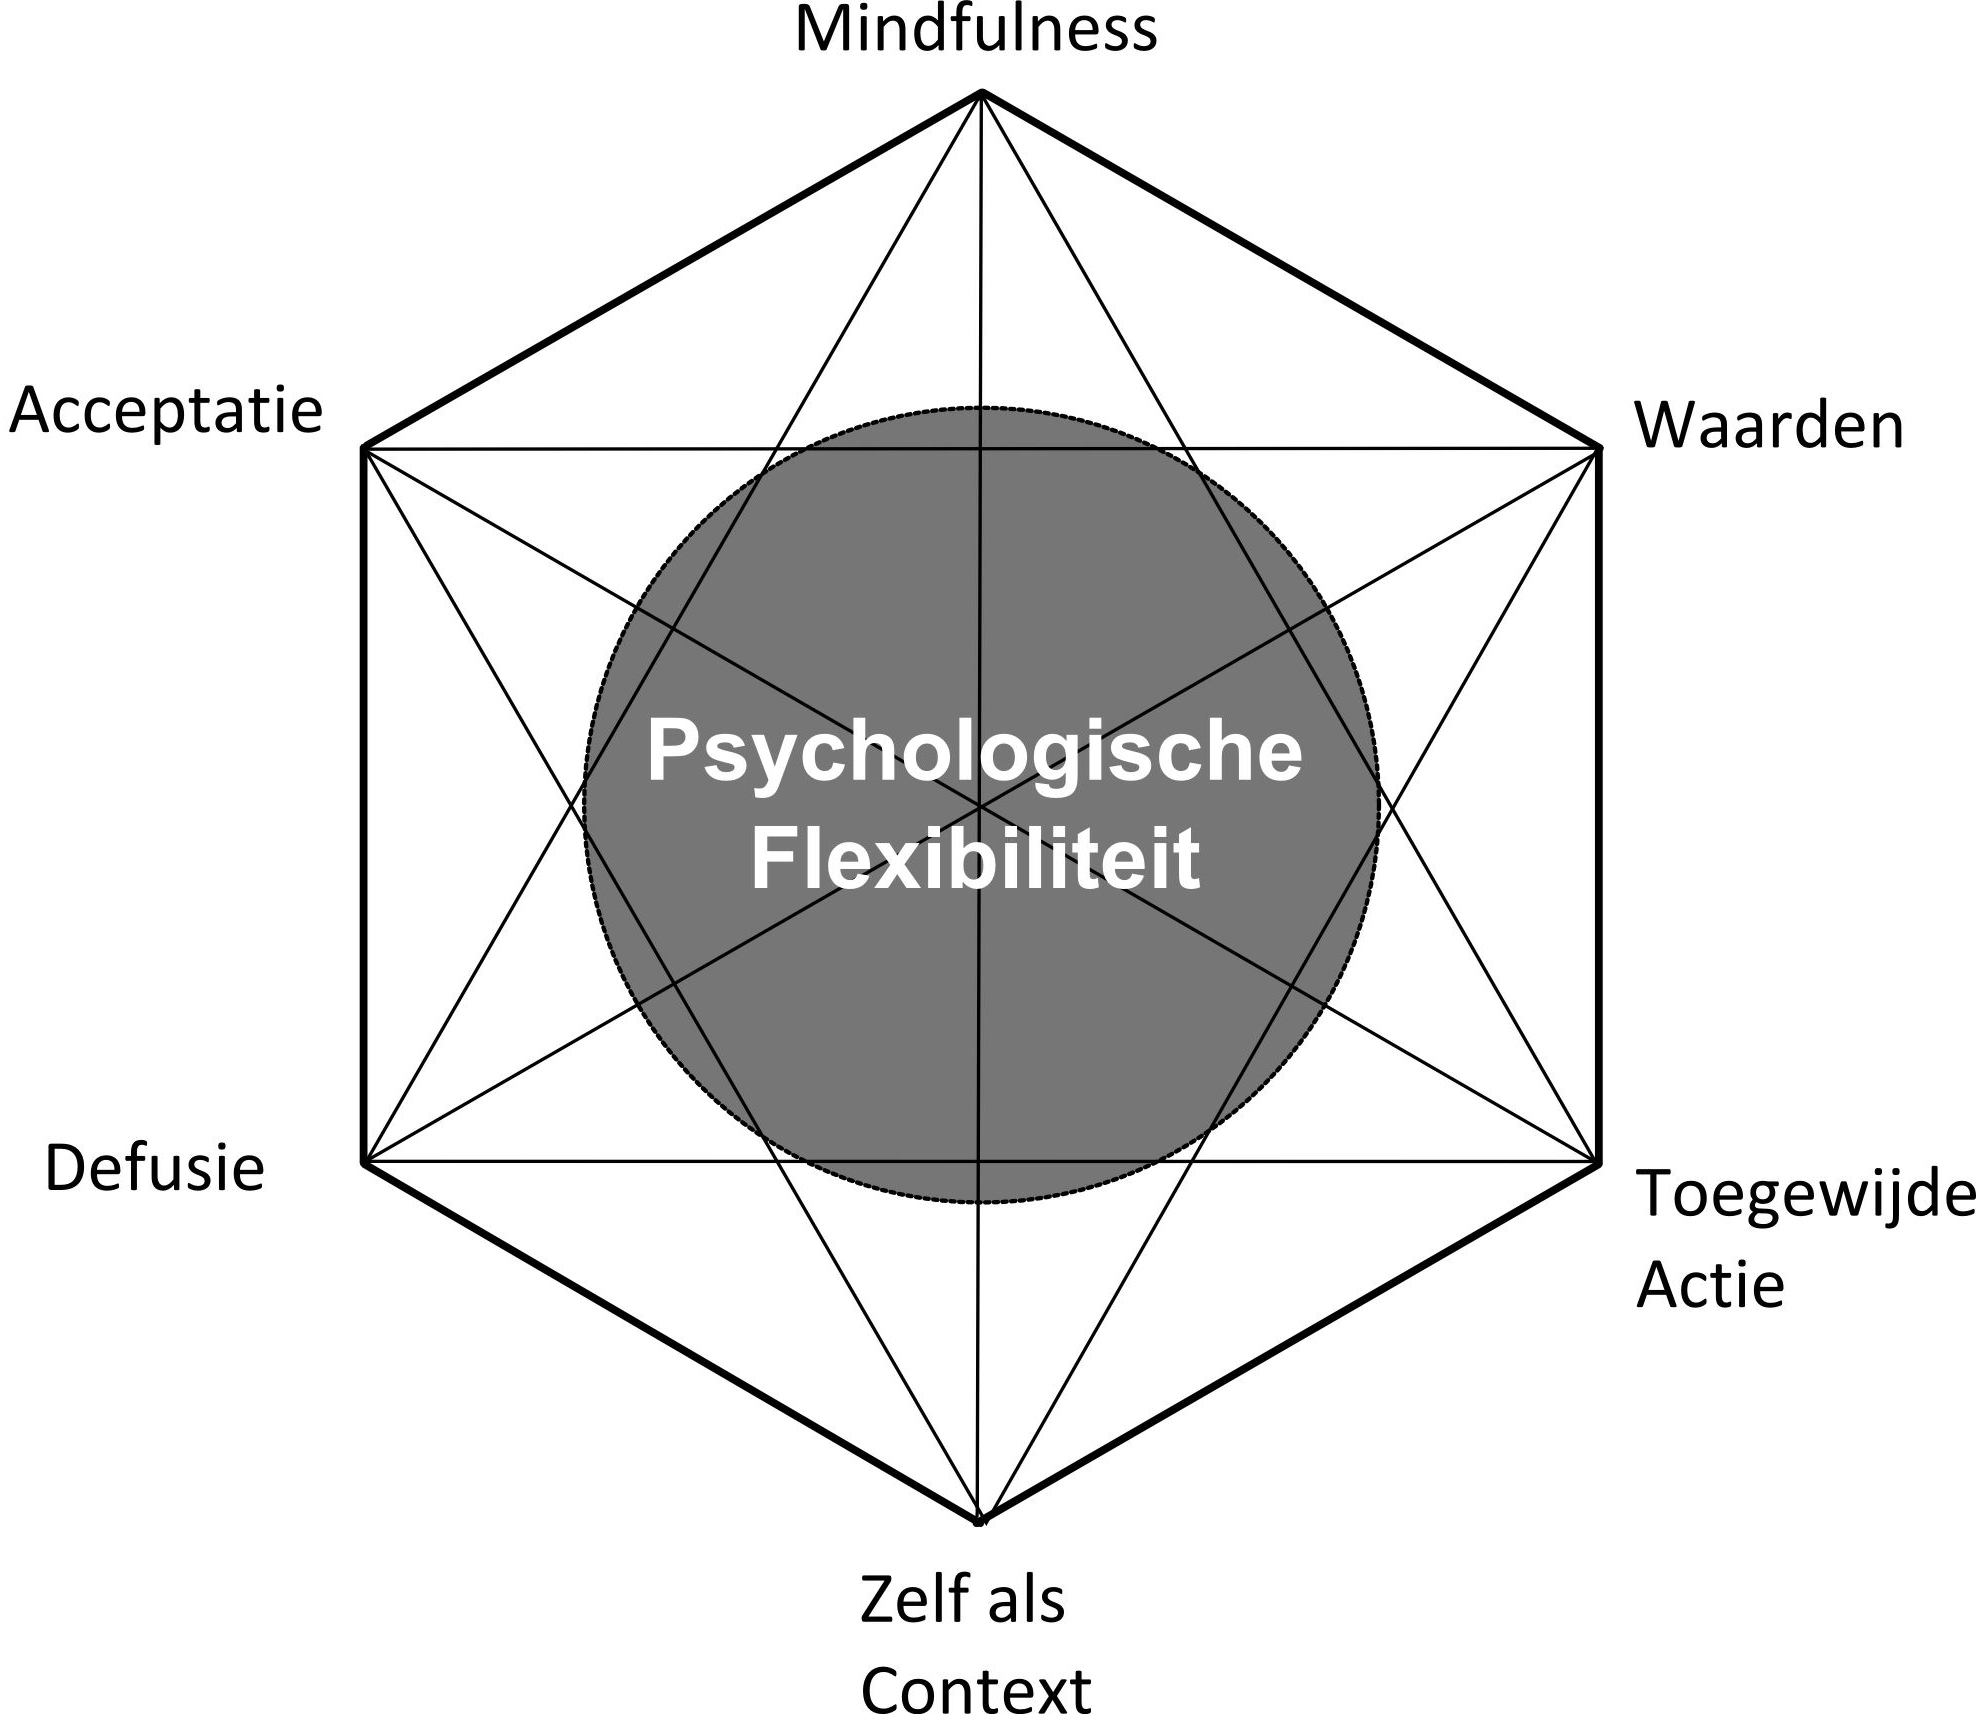 Mindfulness
Acceptatie
Waarden
Psychologische
Flexibiliteit
Defusie
Toegewijde
Actie
Zelf als
Context